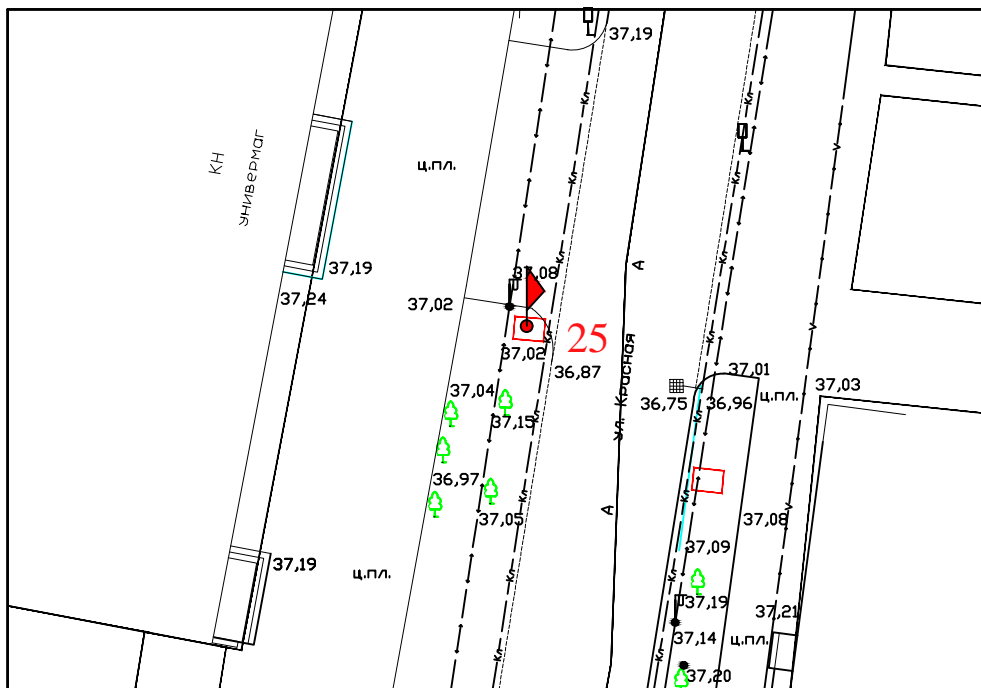 37,19
Кл
Кл
КН
универмаг
ц.пл.
Кл
Кл
v
Кл
Кл
37,19
37,24
37,08
37,02
Кл
А
Кл
v
25
37,02
Кл
36,87
Кл
ул. Красная
37,01
37,03
37,04
37,15
36,75
36,96
ц.пл.
Кл
36,97
37,05
Кл
А
Кл
37,08
v
37,09
37,19
ц.пл.
Кл
Кл
37,19
37,21
37,14
ц.пл.
Кл
Кл
37,20